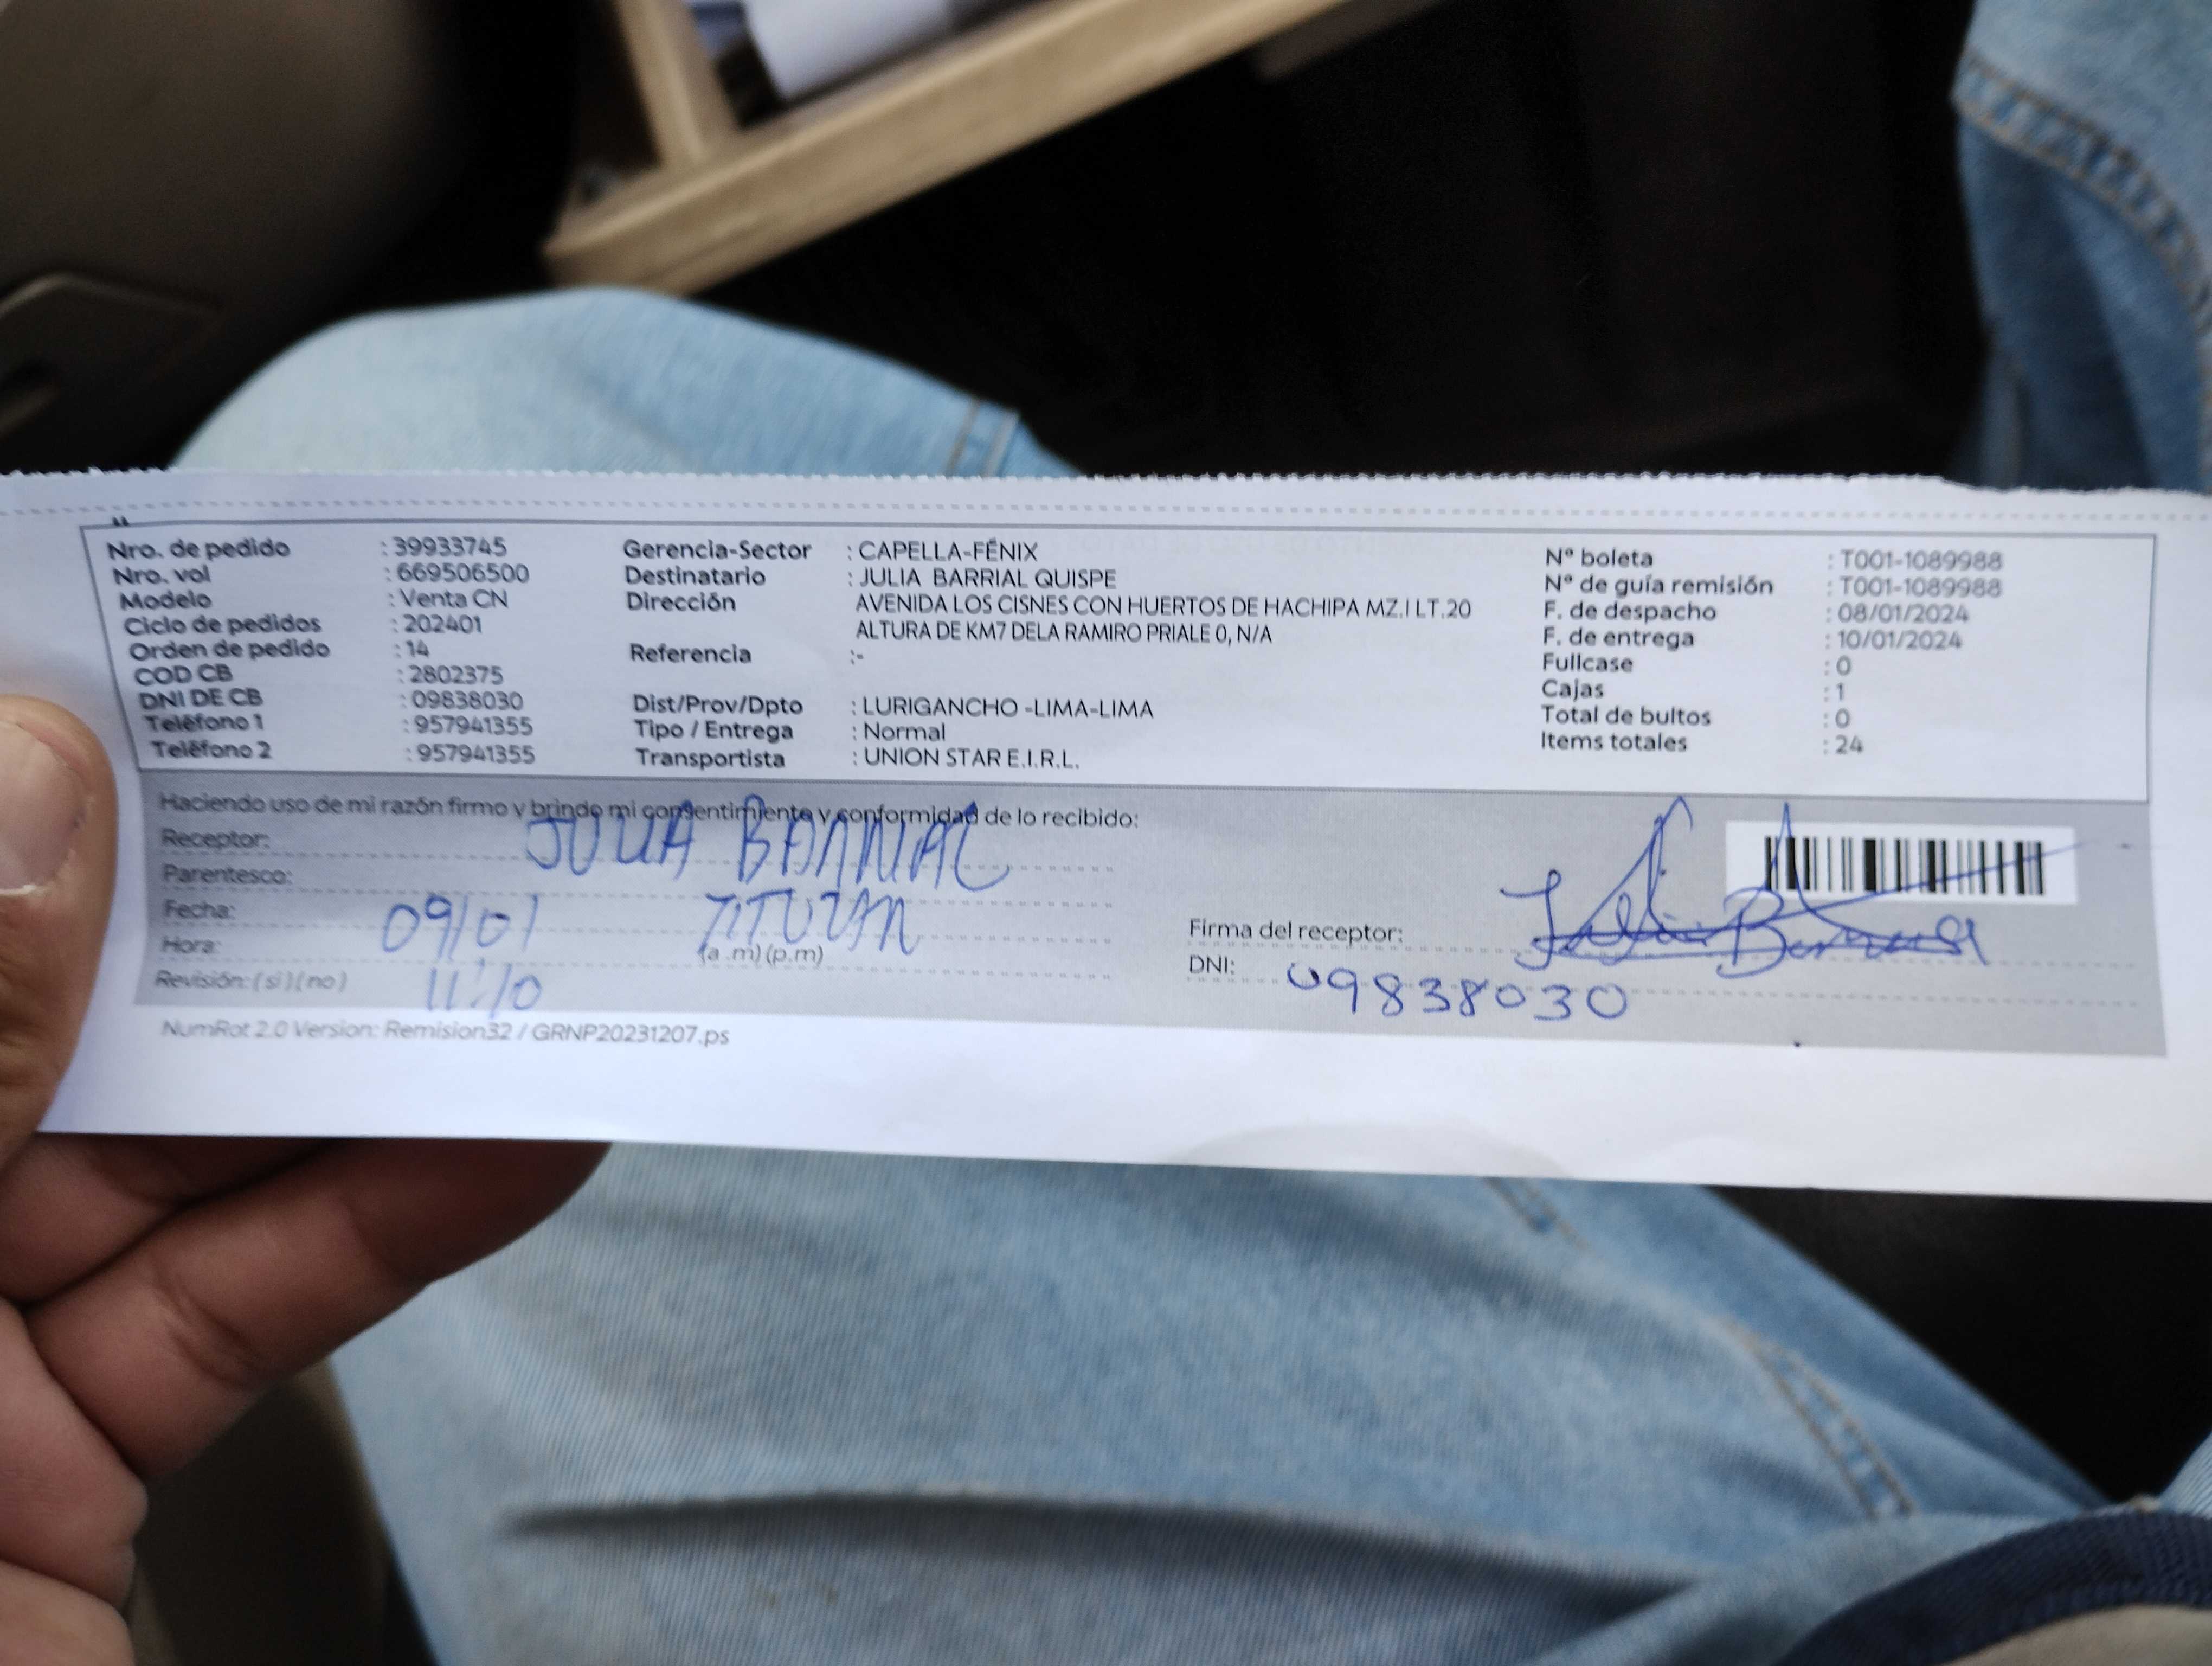 Nro. de pedido : 39933745
Nro. vol : 669506500
Modelo : Venta CN
Ciclo de pedidos : 202401
Orden de pedido : 14
COD CB : 2802375
DNI DE CB : 09838030
Teléfono 1 : 957941355
Teléfono 2 : 957941355
Gerencia-Sector : CAPELLA-FÉNIX
Destinatario : JULIA BARRIAL QUISPE
Dirección AVENIDA LOS CISNES CON HUERTOS DE HACHIPA MZ.I LT.20
ALTURA DE KM7 DELA RAMIRO PRIALE 0, N/A
Referencia :-
Dist/Prov/Dpto : LURIGANCHO -LIMA-LIMA
Tipo / Entrega : Normal
Transportista : UNION STAR E.I.R.L.
N° boleta : T001-1089988
N° de guía remisión : T001-1089988
F. de despacho : 08/01/2024
F. de entrega : 10/01/2024
Fullcase : 0
Cajas : 1
Total de bultos : 0
Items totales : 24
Haciendo uso de mi razón firmo y brindo mi consentimiento y conformidad de lo recibido:
Receptor: JULIA BARRIAL
Parentesco: TITULAR
Fecha: 09/01
Hora: 11:10 (a .m) (p.m)
Revisión: ( si ) ( no )
Firma del receptor:
DNI: 09838030
NumRot 2.0 Version: Remision32 / GRNP20231207.ps